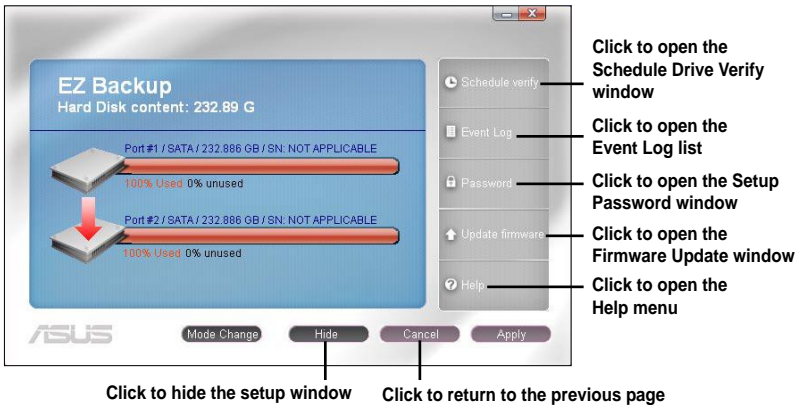 EZ Backup
Hard Disk content: 232.89 G
Port #1 / SATA / 232.886 GB / SN: NOT APPLICABLE
100% Used 0% unused
Port #2 / SATA / 232.886 GB / SN: NOT APPLICABLE
100% Used 0% unused
Schedule verify
Event Log
Password
Update firmware
Help
ASUS
Mode Change
Hide
Cancel
Apply
Click to open the
Schedule Drive Verify
window
Click to open the
Event Log list
Click to open the Setup
Password window
Click to open the
Firmware Update window
Click to open the
Help menu
Click to hide the setup window
Click to return to the previous page